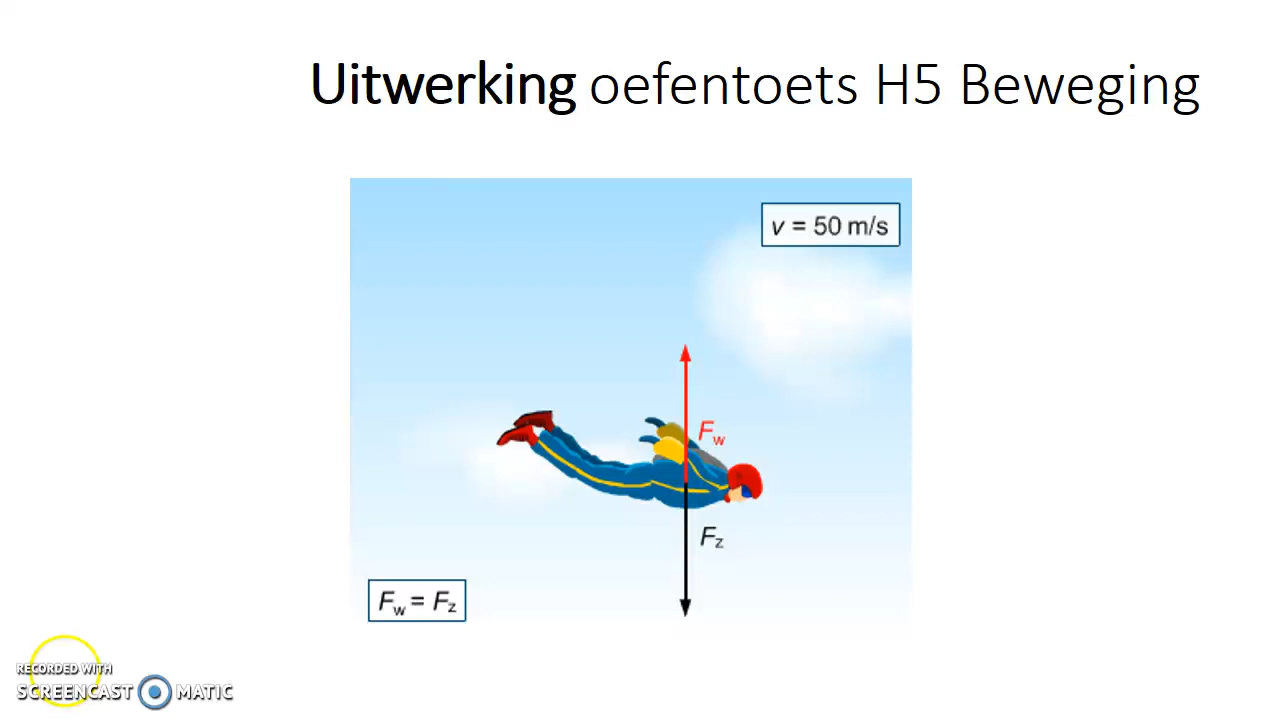 Uitwerking oefentoets H5 Beweging
v = 50 m/s
Fw
Fz
Fw = Fz
RECORDED WITH
SCREENCAST MATIC